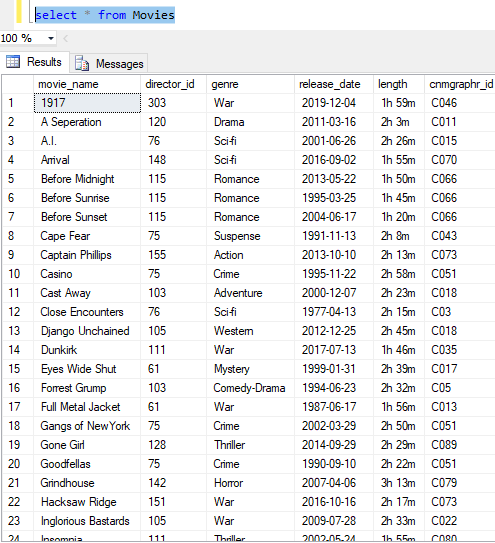 select * from Movies
100 %
Results Messages
movie_name director_id genre release_date length cnmgraphr_id
1 1917 303 War 2019-12-04 1h 59m C046
2 A Seperation 120 Drama 2011-03-16 2h 3m C011
3 A.I. 76 Sci-fi 2001-06-26 2h 26m C015
4 Arrival 148 Sci-fi 2016-09-02 1h 55m C070
5 Before Midnight 115 Romance 2013-05-22 1h 50m C066
6 Before Sunrise 115 Romance 1995-03-25 1h 45m C066
7 Before Sunset 115 Romance 2004-06-17 1h 20m C066
8 Cape Fear 75 Suspense 1991-11-13 2h 8m C043
9 Captain Phillips 155 Action 2013-10-10 2h 13m C073
10 Casino 75 Crime 1995-11-22 2h 58m C051
11 Cast Away 103 Adventure 2000-12-07 2h 23m C018
12 Close Encounters 76 Sci-fi 1977-04-13 2h 15m C03
13 Django Unchained 105 Western 2012-12-25 2h 45m C018
14 Dunkirk 111 War 2017-07-13 1h 46m C035
15 Eyes Wide Shut 61 Mystery 1999-01-31 2h 39m C017
16 Forrest Grump 103 Comedy-Drama 1994-06-23 2h 32m C05
17 Full Metal Jacket 61 War 1987-06-17 1h 56m C013
18 Gangs of NewYork 75 Crime 2002-03-29 2h 50m C051
19 Gone Girl 128 Thriller 2014-09-29 2h 29m C089
20 Goodfellas 75 Crime 1990-09-10 2h 22m C051
21 Grindhouse 142 Horror 2007-04-06 3h 13m C079
22 Hacksaw Ridge 151 War 2016-10-16 2h 17m C073
23 Inglorious Bastards 105 War 2009-07-28 2h 33m C022
24 Insomnia 111 Thriller 2002-05-24 1h 55m C080